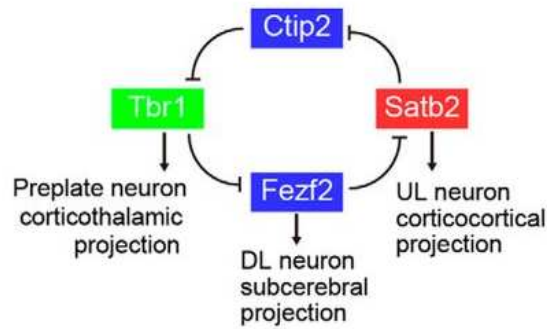 Ctip2
Tbr1
Satb2
Fezf2
Preplate neuron
corticothalamic
projection
DL neuron
subcerebral
projection
UL neuron
corticocortical
projection